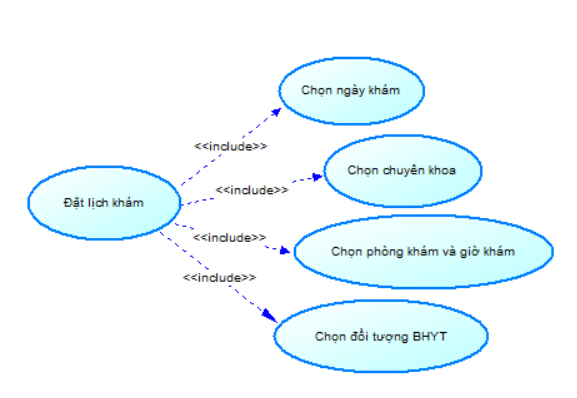 Chọn ngày khám
<<include>>
Chọn chuyên khoa
<<include>>
Đặt lịch khám
<<include>>
Chọn phòng khám và giờ khám
<<include>>
Chọn đối tượng BHYT